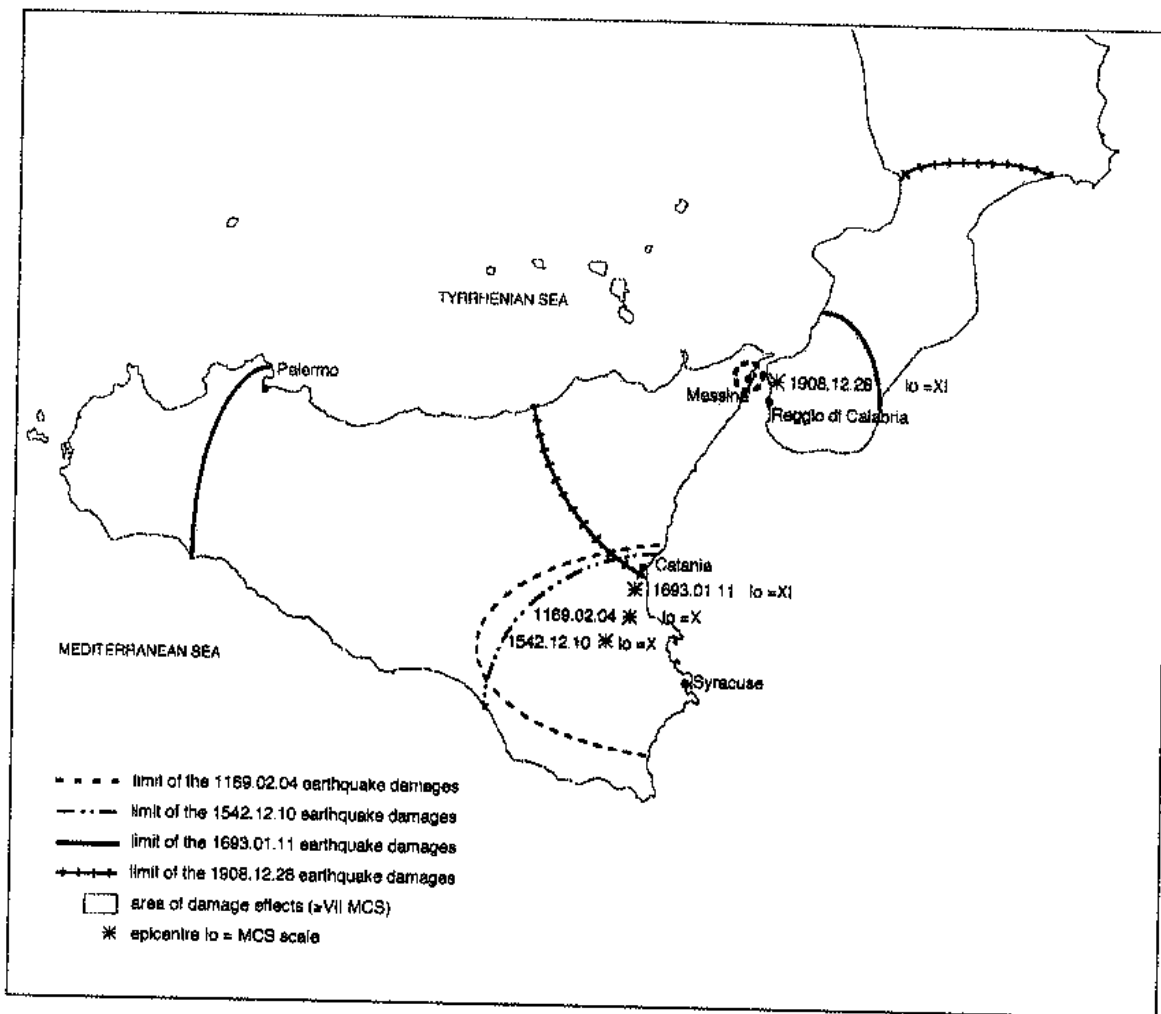 TYRRHENIAN SEA
Palermo
Messina
1908.12.28 Io =XI
Reggio di Calabria
Catania
1693.01.11 Io =XI
1169.02.04 Io =X
1542.12.10 Io =X
MEDITERRANEAN SEA
Syracuse
limit of the 1169.02.04 earthquake damages
limit of the 1542.12.10 earthquake damages
limit of the 1693.01.11 earthquake damages
limit of the 1908.12.28 earthquake damages
area of damage effects (≥VII MCS)
epicentre Io = MCS scale